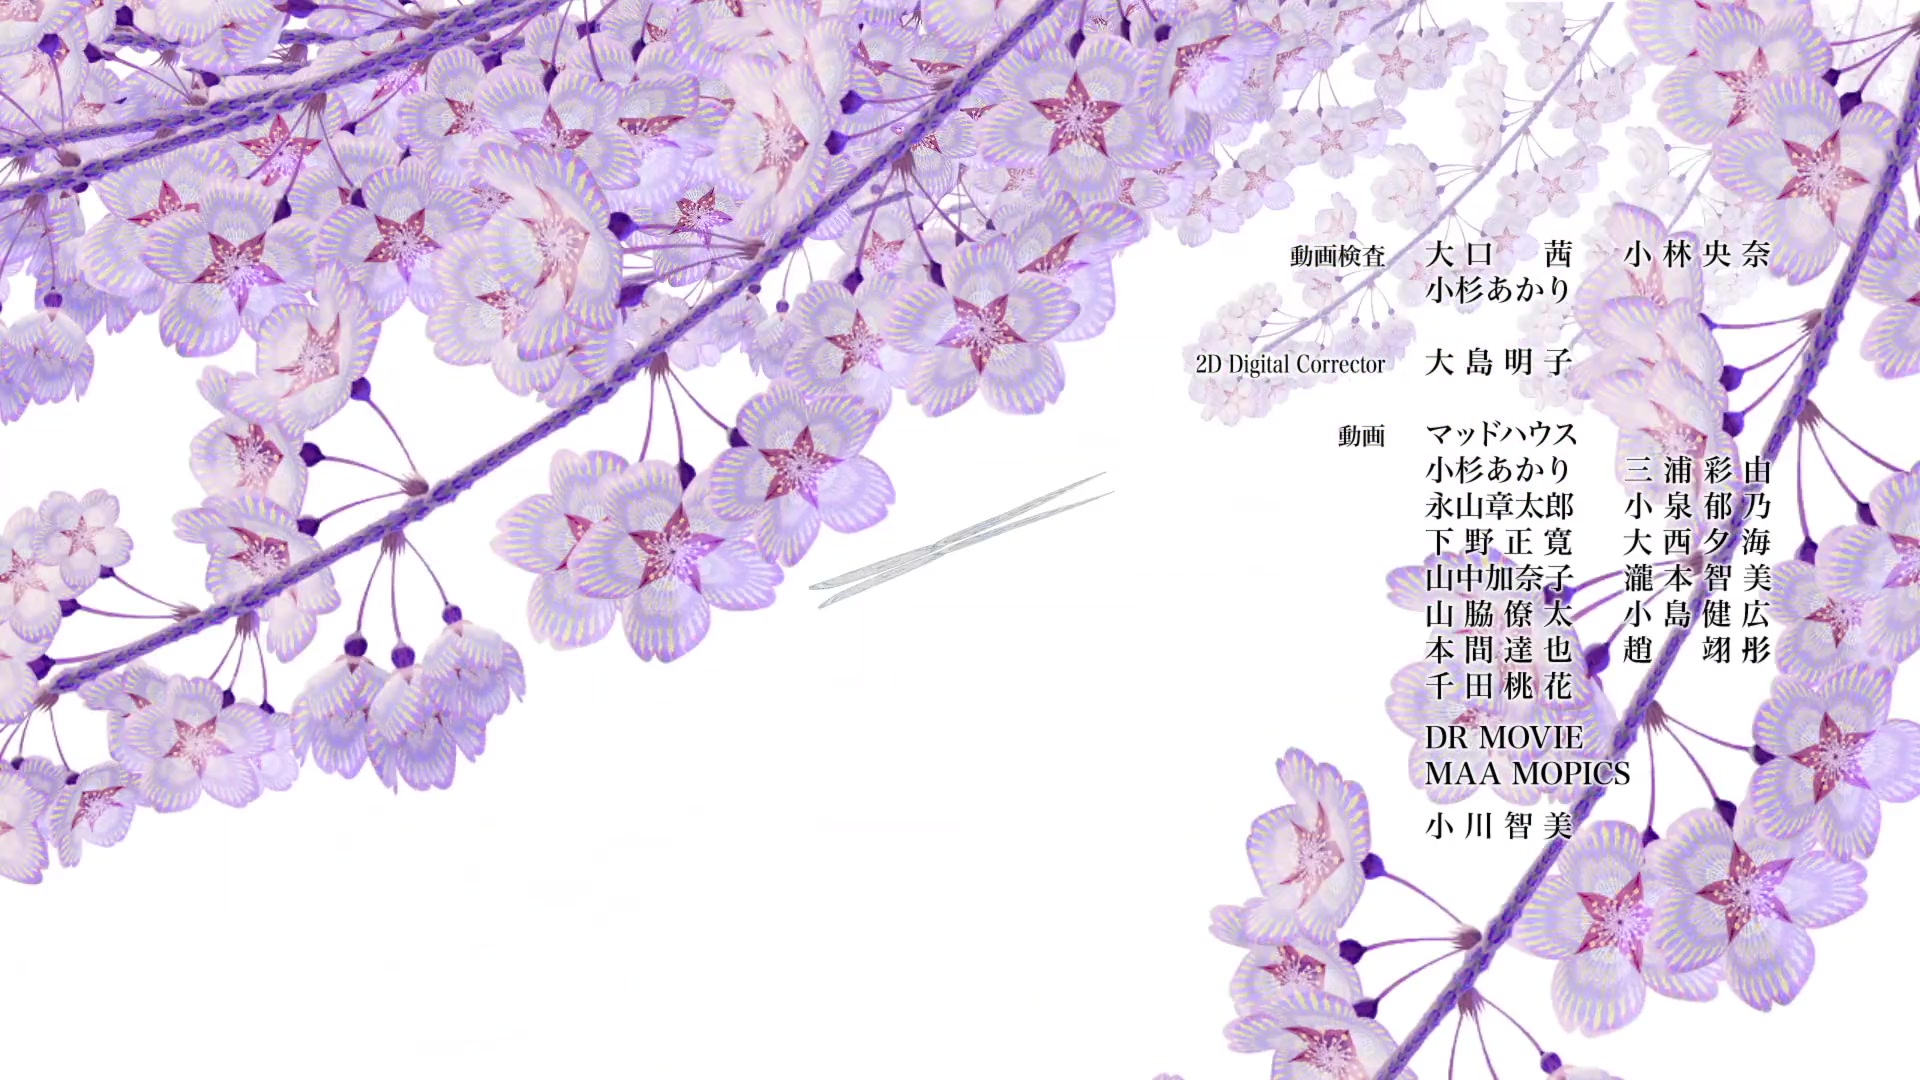 動画検査 大口 茜 小林央奈
小杉あかり
2D Digital Corrector 大島明子
動画 マッドハウス
小杉あかり 三浦彩由
永山章太郎 小泉郁乃
下野正寛 大西夕海
山中加奈子 瀧本智美
山脇僚太 小島健広
本間達也 趙 翊彤
千田桃花
DR MOVIE
MAA MOPICS
小川智美